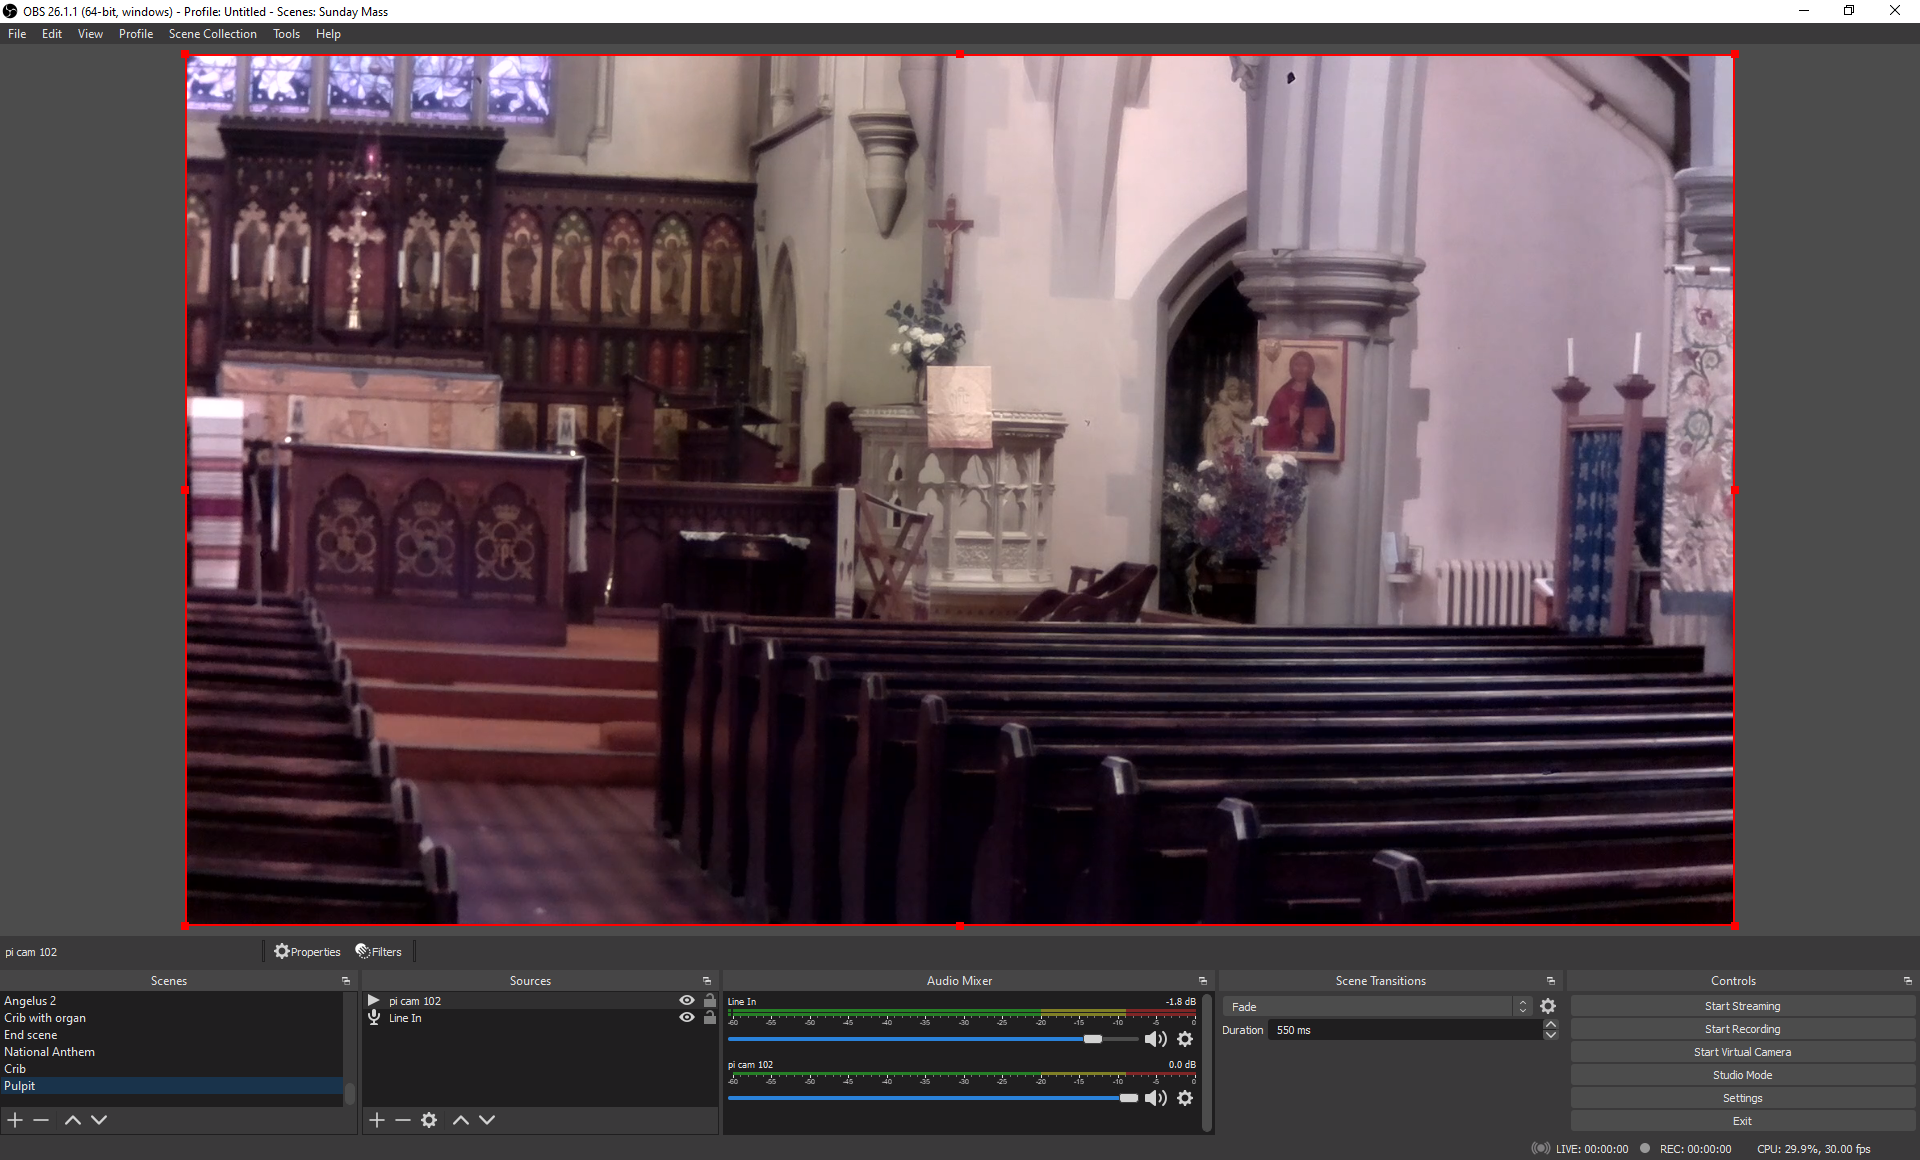 OBS 26.1.1 (64-bit, windows) - Profile: Untitled - Scenes: Sunday Mass
File Edit View Profile Scene Collection Tools Help
pi cam 102 Properties Filters
Scenes
Angelus 2
Crib with organ
End scene
National Anthem
Crib
Pulpit
Sources
pi cam 102
Line In
Audio Mixer
Line In -1.8 dB
-60 -55 -50 -45 -40 -35 -30 -25 -20 -15 -10 -5 0
pi cam 102 0.0 dB
-60 -55 -50 -45 -40 -35 -30 -25 -20 -15 -10 -5 0
Scene Transitions
Fade
Duration 550 ms
Controls
Start Streaming
Start Recording
Start Virtual Camera
Studio Mode
Settings
Exit
LIVE: 00:00:00 REC: 00:00:00 CPU: 29.9%, 30.00 fps